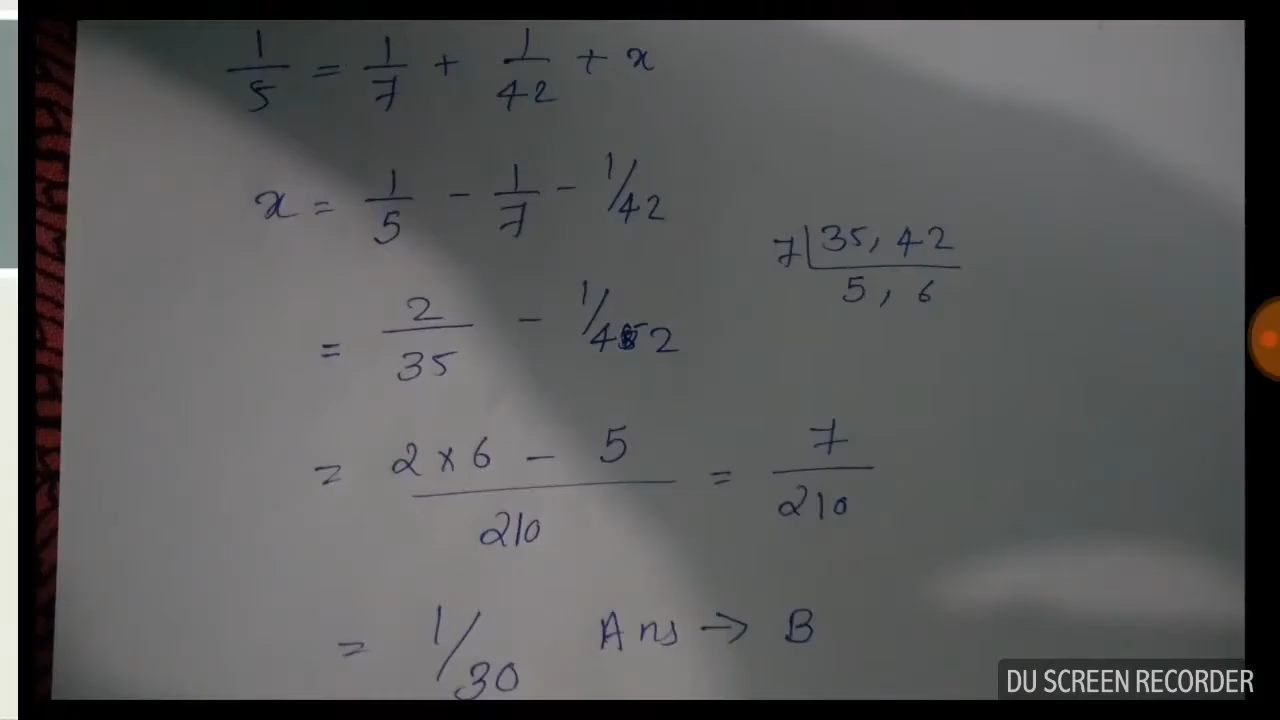 1/5 = 1/7 + 1/42 + x
x = 1/5 - 1/7 - 1/42
7 | 35, 42
5, 6
= 2/35 - 1/42
= 2 × 6 - 5 / 210 = 7/210
= 1/30 Ans → B
DU SCREEN RECORDER